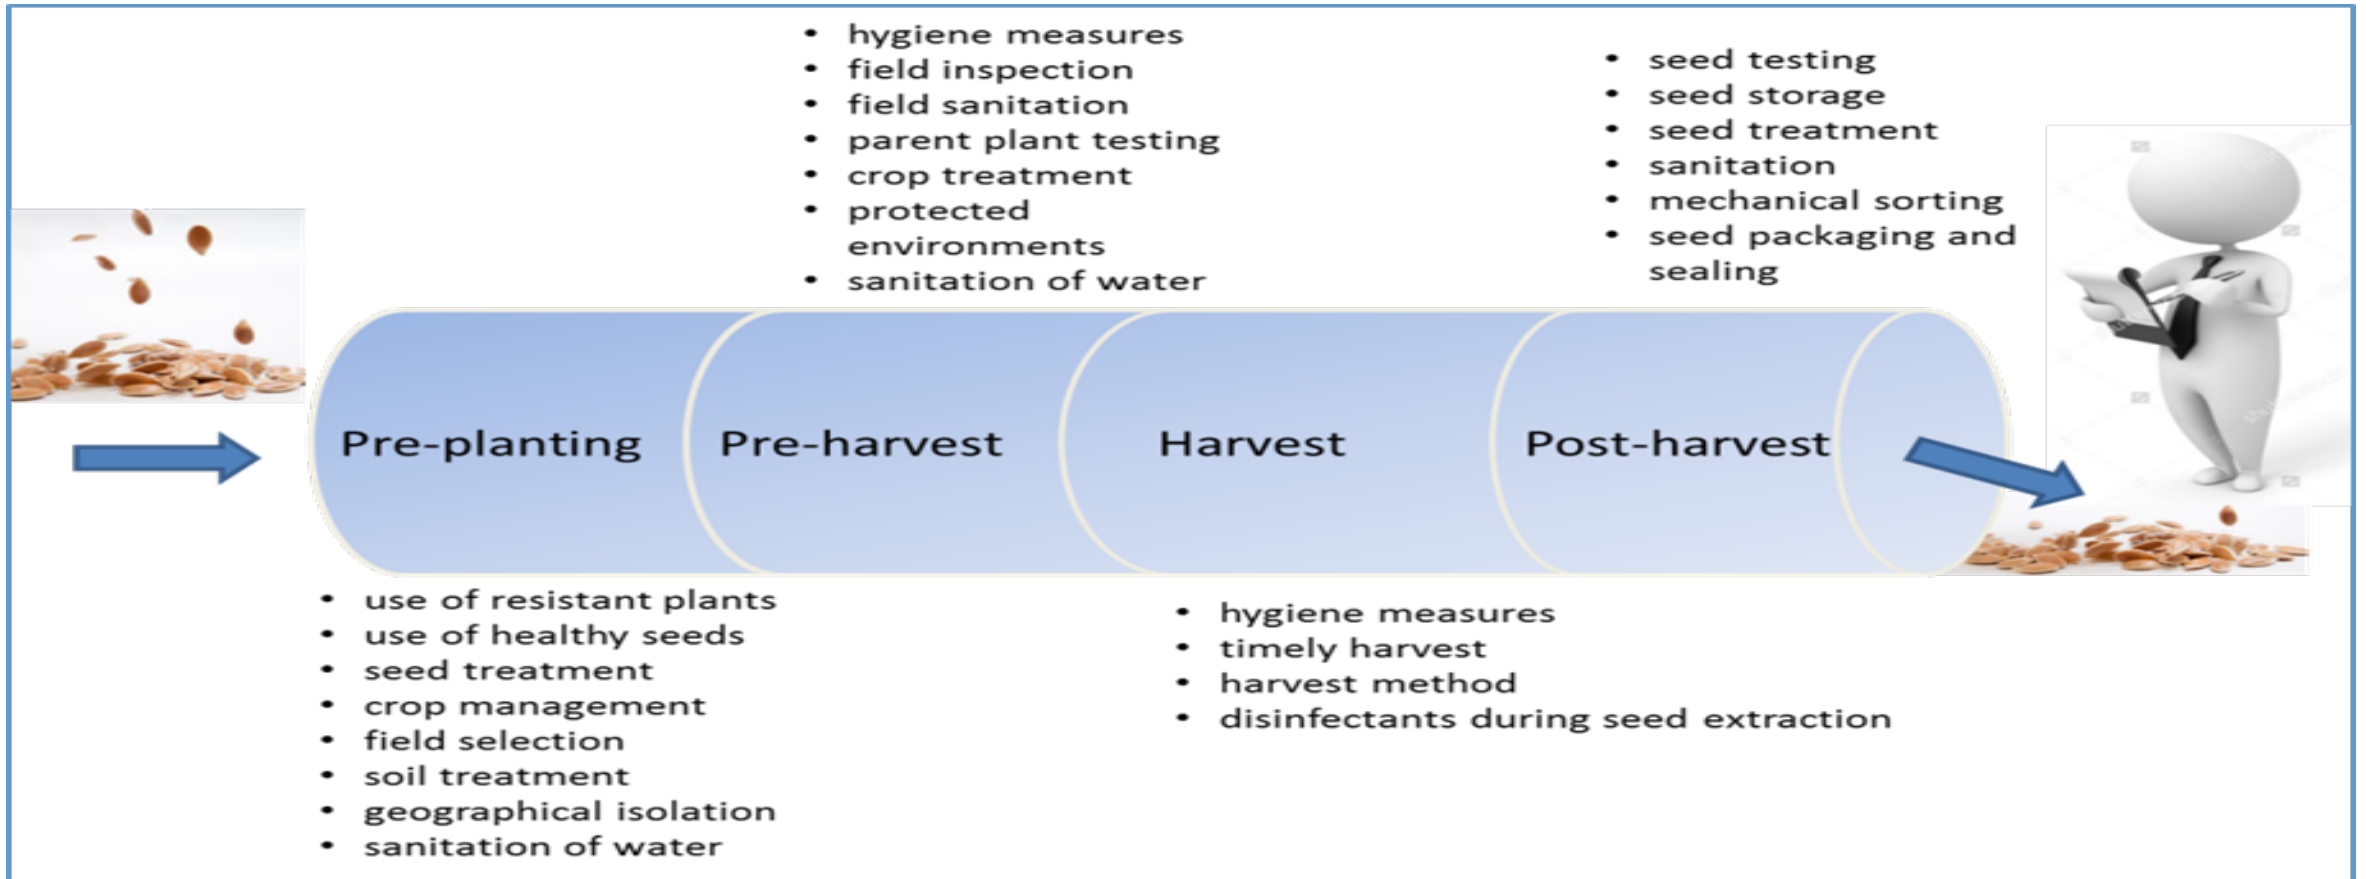 • hygiene measures
• field inspection
• field sanitation
• parent plant testing
• crop treatment
• protected
environments
• sanitation of water
• seed testing
• seed storage
• seed treatment
• sanitation
• mechanical sorting
• seed packaging and
sealing
Pre-planting
Pre-harvest
Harvest
Post-harvest
• use of resistant plants
• use of healthy seeds
• seed treatment
• crop management
• field selection
• soil treatment
• geographical isolation
• sanitation of water
• hygiene measures
• timely harvest
• harvest method
• disinfectants during seed extraction